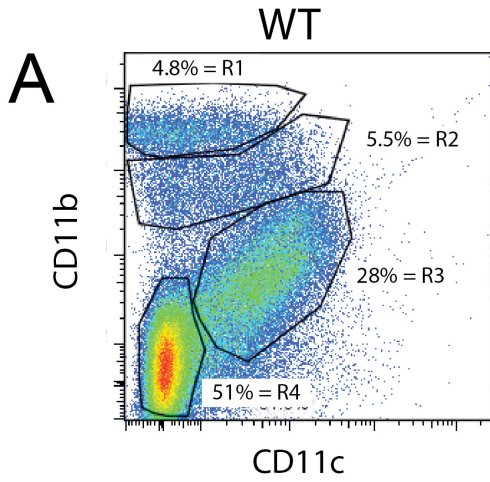 WT
A
4.8% = R1
5.5% = R2
CD11b
28% = R3
51% = R4
CD11c